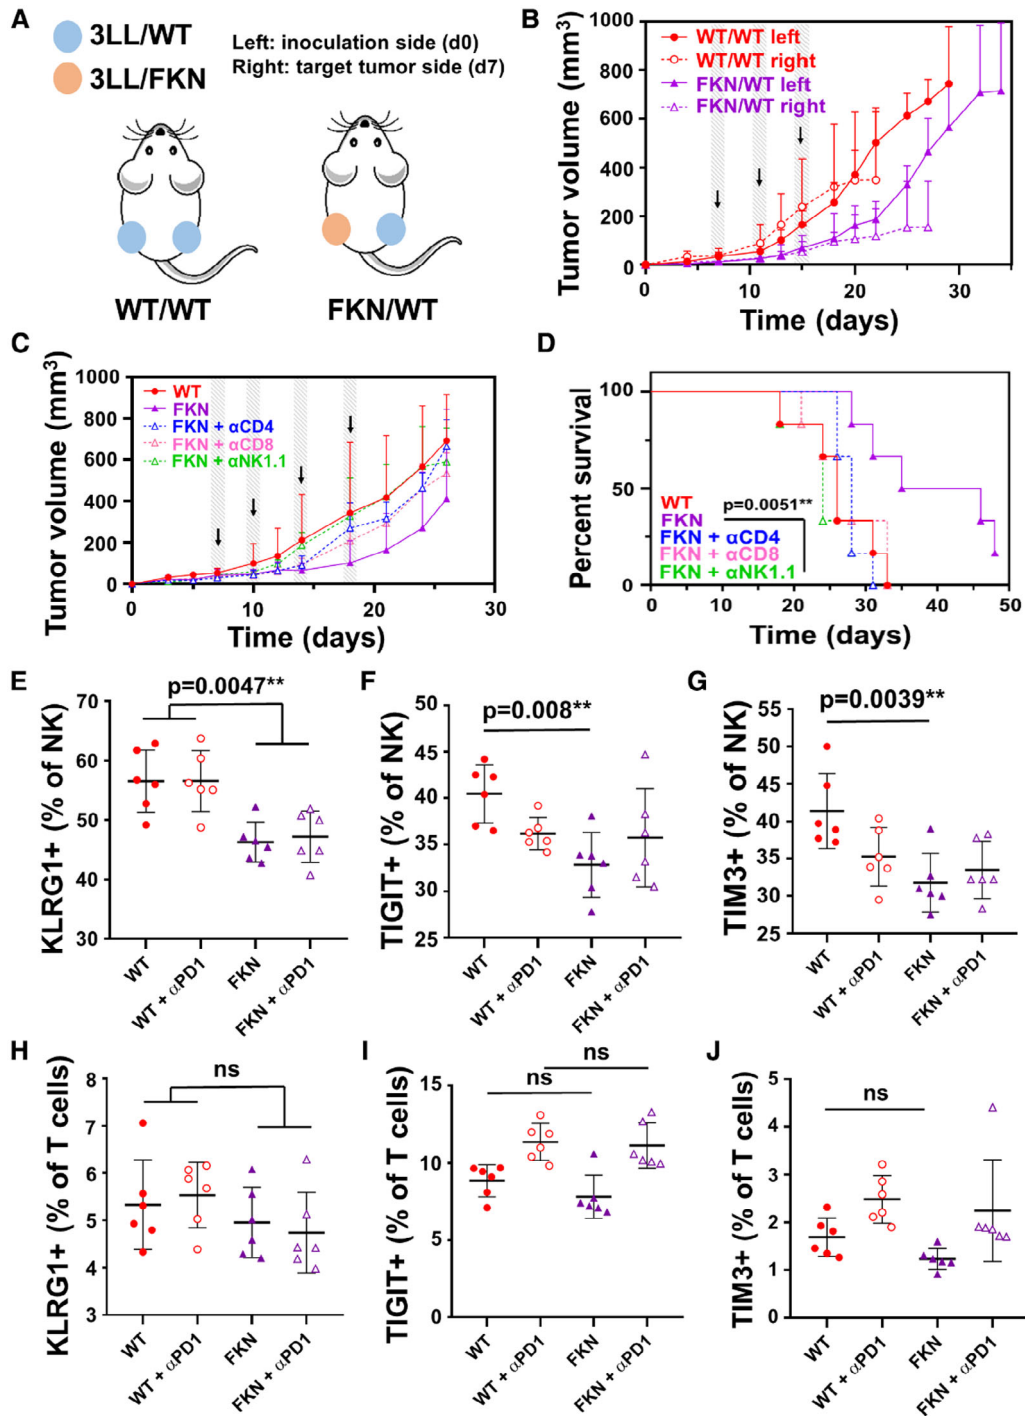 A
3LL/WT
3LL/FKN
Left: inoculation side (d0)
Right: target tumor side (d7)
WT/WT
FKN/WT
B
Tumor volume (mm³)
1000
800
600
400
200
0
WT/WT left
WT/WT right
FKN/WT left
FKN/WT right
0
10
20
30
Time (days)
C
Tumor volume (mm³)
1000
800
600
400
200
0
WT
FKN
FKN + αCD4
FKN + αCD8
FKN + αNK1.1
0
10
20
30
Time (days)
D
Percent survival
100
50
0
WT
FKN
FKN + αCD4
FKN + αCD8
FKN + αNK1.1
p=0.0051**
0
10
20
30
40
50
Time (days)
E
KLRG1+ (% of NK)
70
60
50
40
30
p=0.0047**
WT
WT + αPD1
FKN
FKN + αPD1
F
TIGIT+ (% of NK)
50
45
40
35
30
25
p=0.008**
WT
WT + αPD1
FKN
FKN + αPD1
G
TIM3+ (% of NK)
55
50
45
40
35
30
25
p=0.0039**
WT
WT + αPD1
FKN
FKN + αPD1
H
KLRG1+ (% of T cells)
8
7
6
5
4
3
ns
WT
WT + αPD1
FKN
FKN + αPD1
I
TIGIT+ (% of T cells)
15
10
5
0
ns
ns
WT
WT + αPD1
FKN
FKN + αPD1
J
TIM3+ (% of T cells)
5
4
3
2
1
0
ns
WT
WT + αPD1
FKN
FKN + αPD1